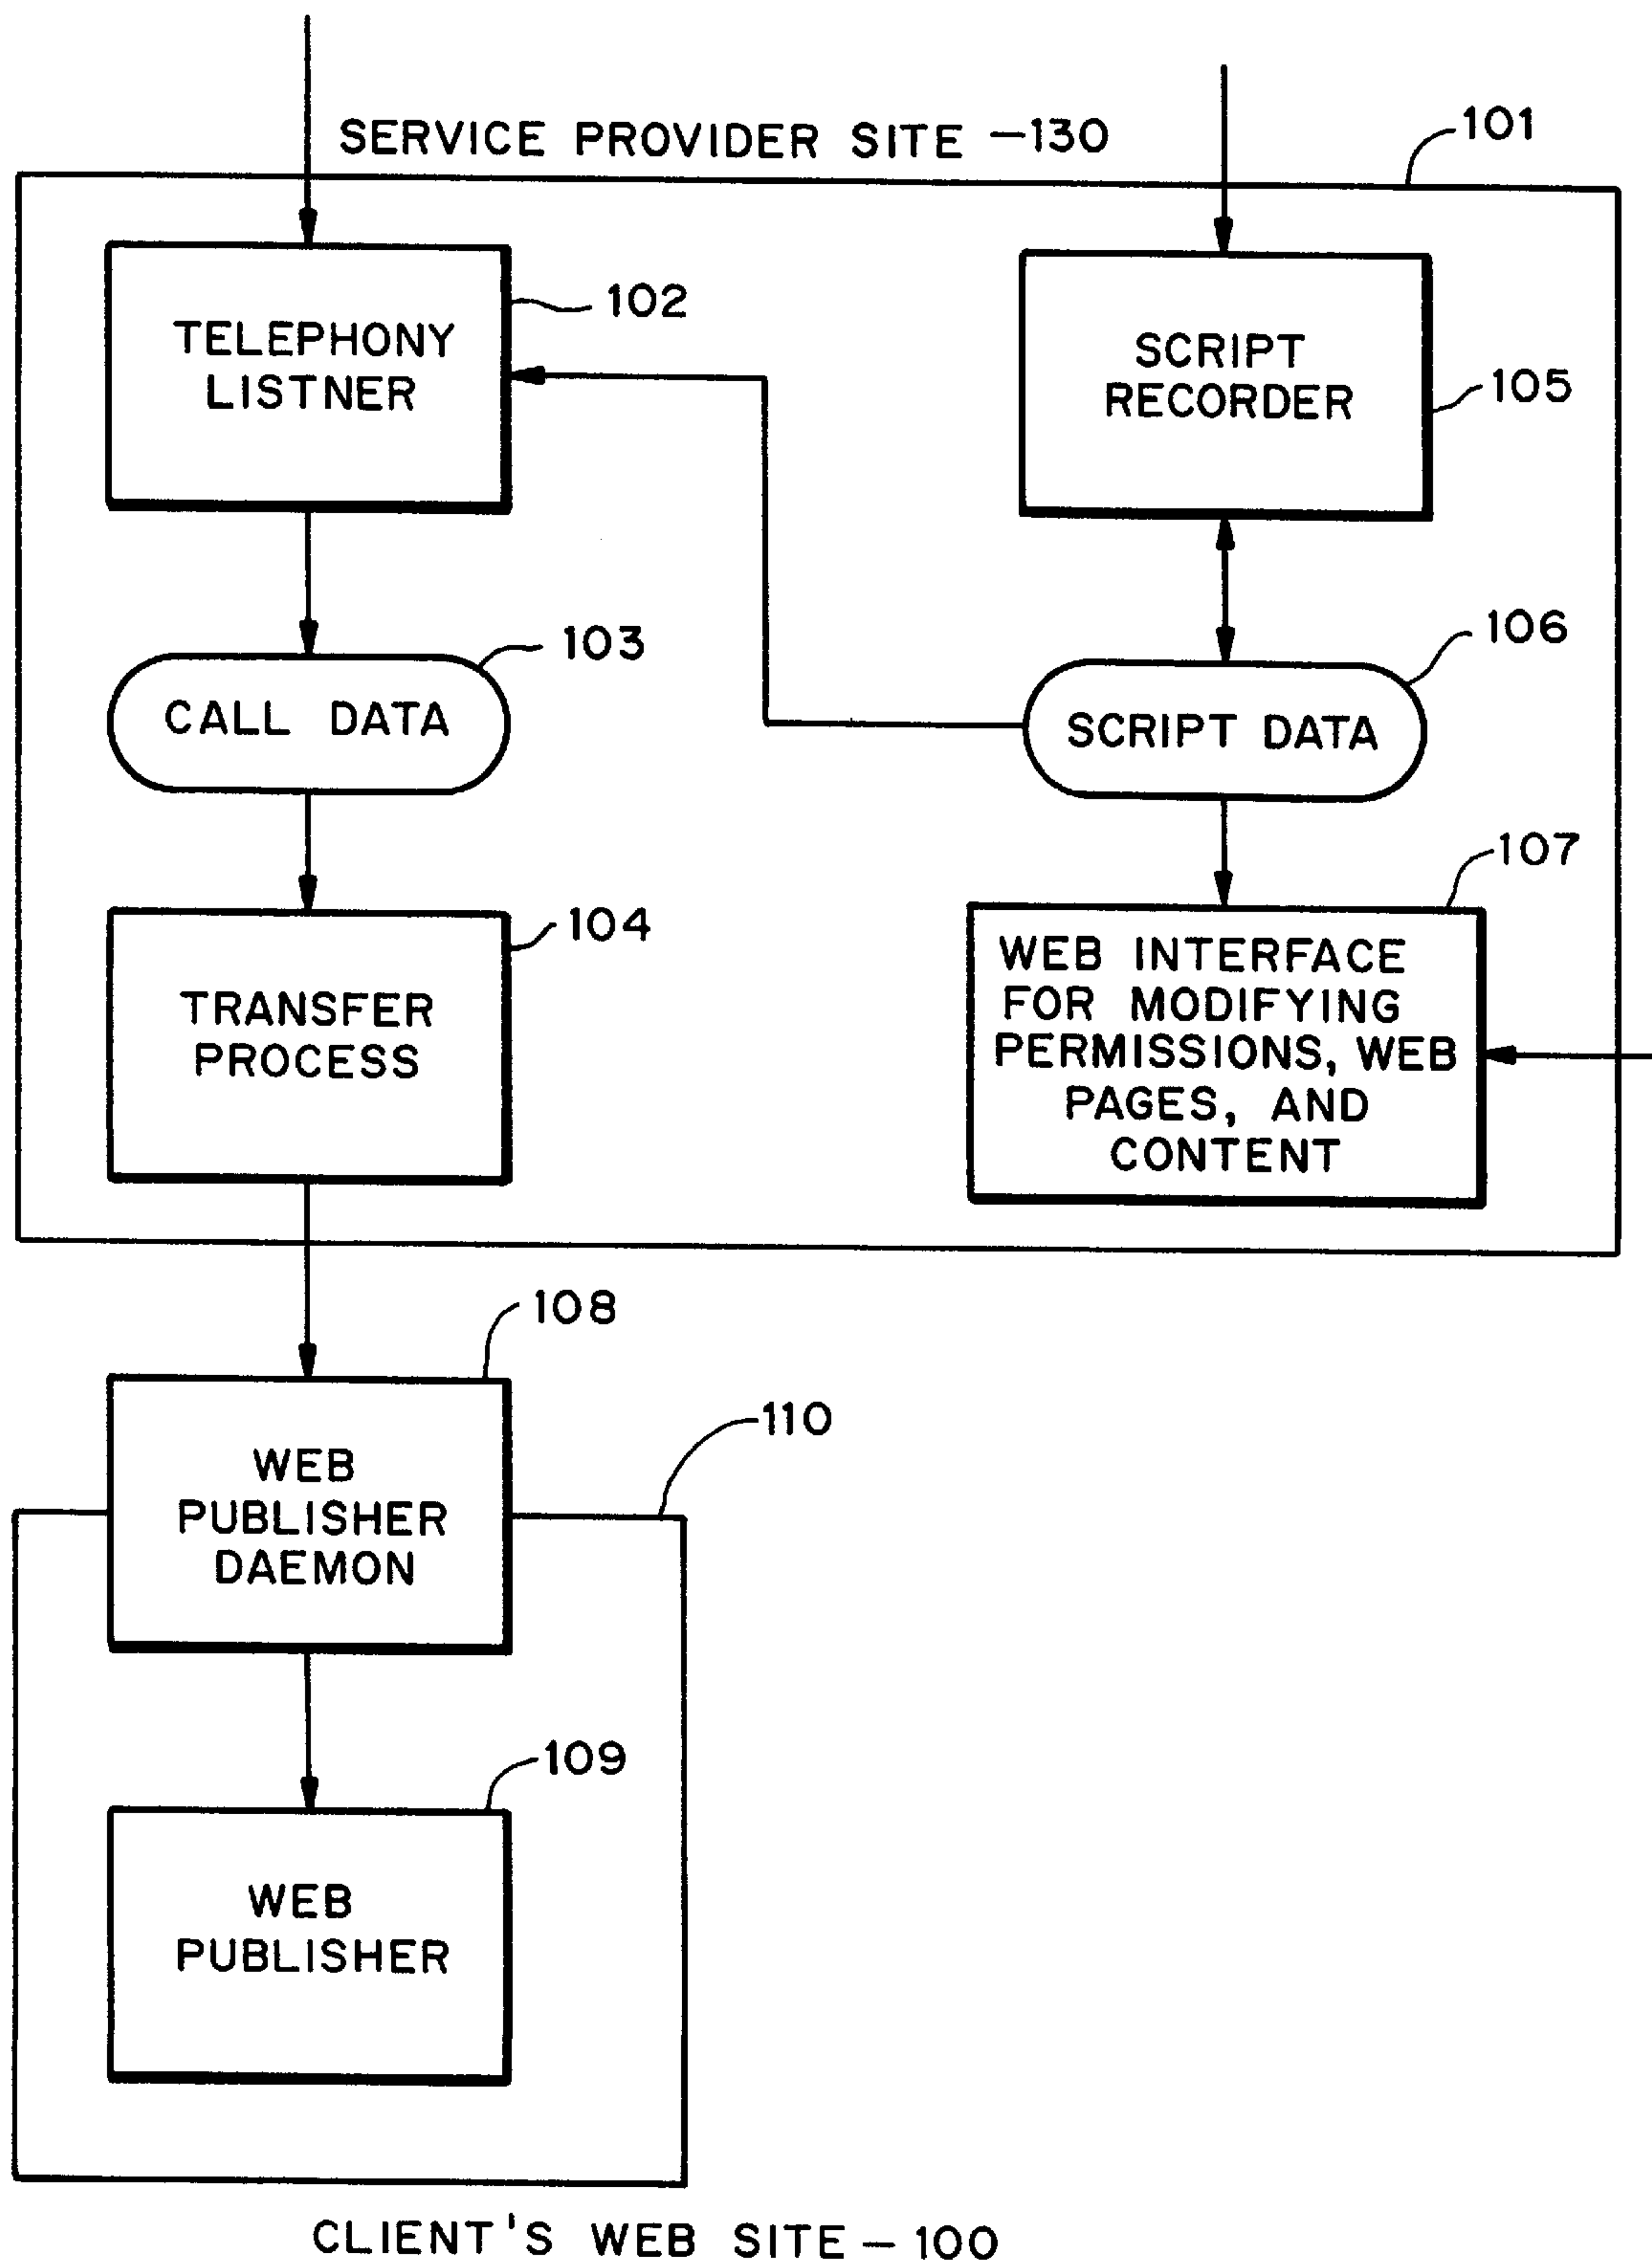 SERVICE PROVIDER SITE -130
101
TELEPHONY
LISTNER
102
SCRIPT
RECORDER
105
CALL DATA
103
SCRIPT DATA
106
TRANSFER
PROCESS
104
WEB INTERFACE
FOR MODIFYING
PERMISSIONS, WEB
PAGES, AND
CONTENT
107
WEB
PUBLISHER
DAEMON
108
110
WEB
PUBLISHER
109
CLIENT'S WEB SITE - 100